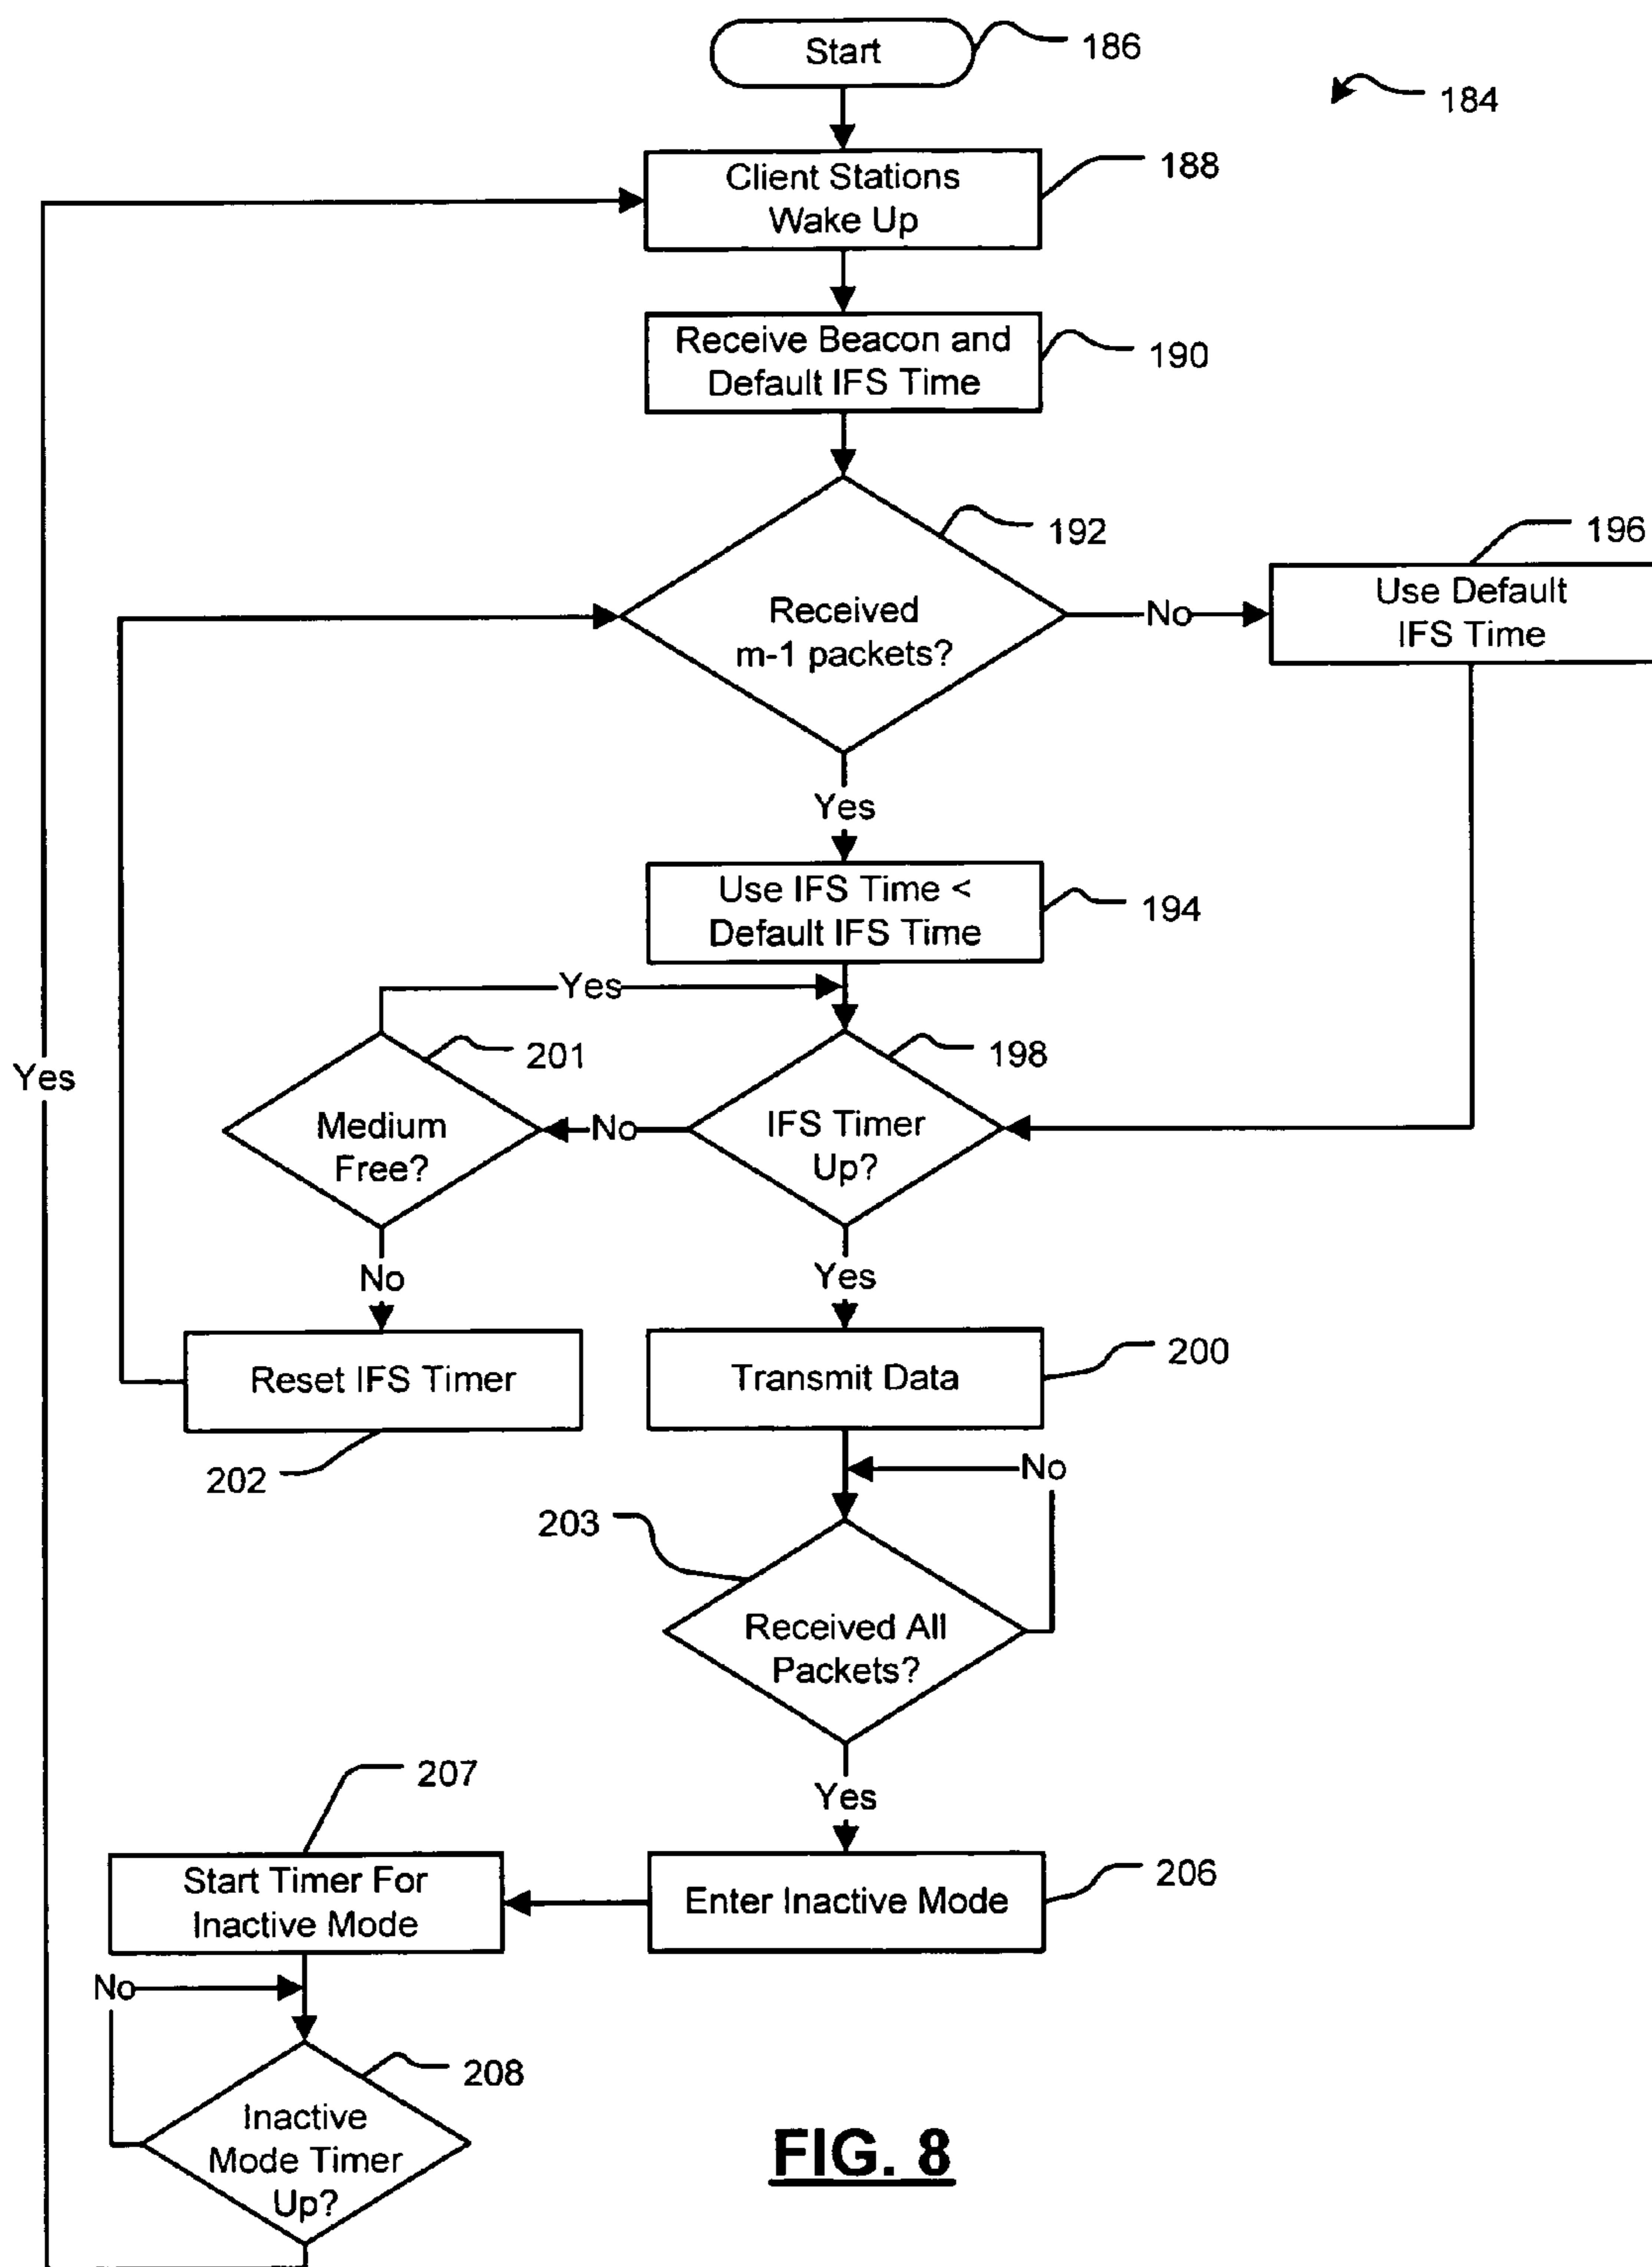 Start
186
184
Client Stations
Wake Up
188
Receive Beacon and
Default IFS Time
190
192
196
Received
m-1 packets?
No
Use Default
IFS Time
Yes
Use IFS Time <
Default IFS Time
194
Yes
201
198
Yes
Medium
Free?
No
IFS Timer
Up?
No
Yes
Reset IFS Timer
Transmit Data
200
202
No
203
Received All
Packets?
207
Yes
Start Timer For
Inactive Mode
Enter Inactive Mode
206
No
208
Inactive
Mode Timer
Up?
FIG. 8